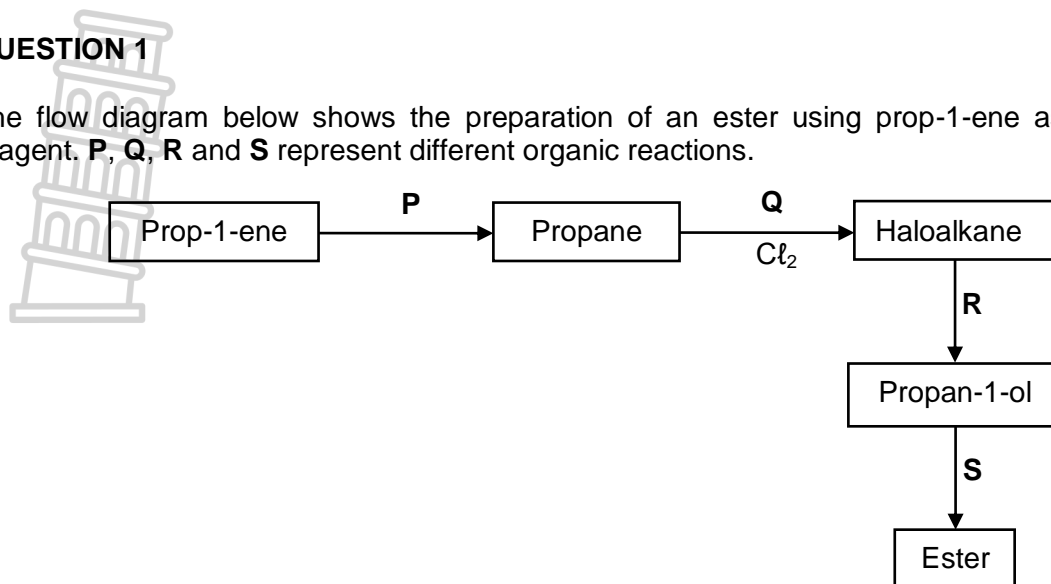 UESTION 1
ne flow diagram below shows the preparation of an ester using prop-1-ene a
agent. P, Q, R and S represent different organic reactions.
P
Q
Prop-1-ene
Propane
Haloalkane
Cℓ₂
R
Propan-1-ol
S
Ester